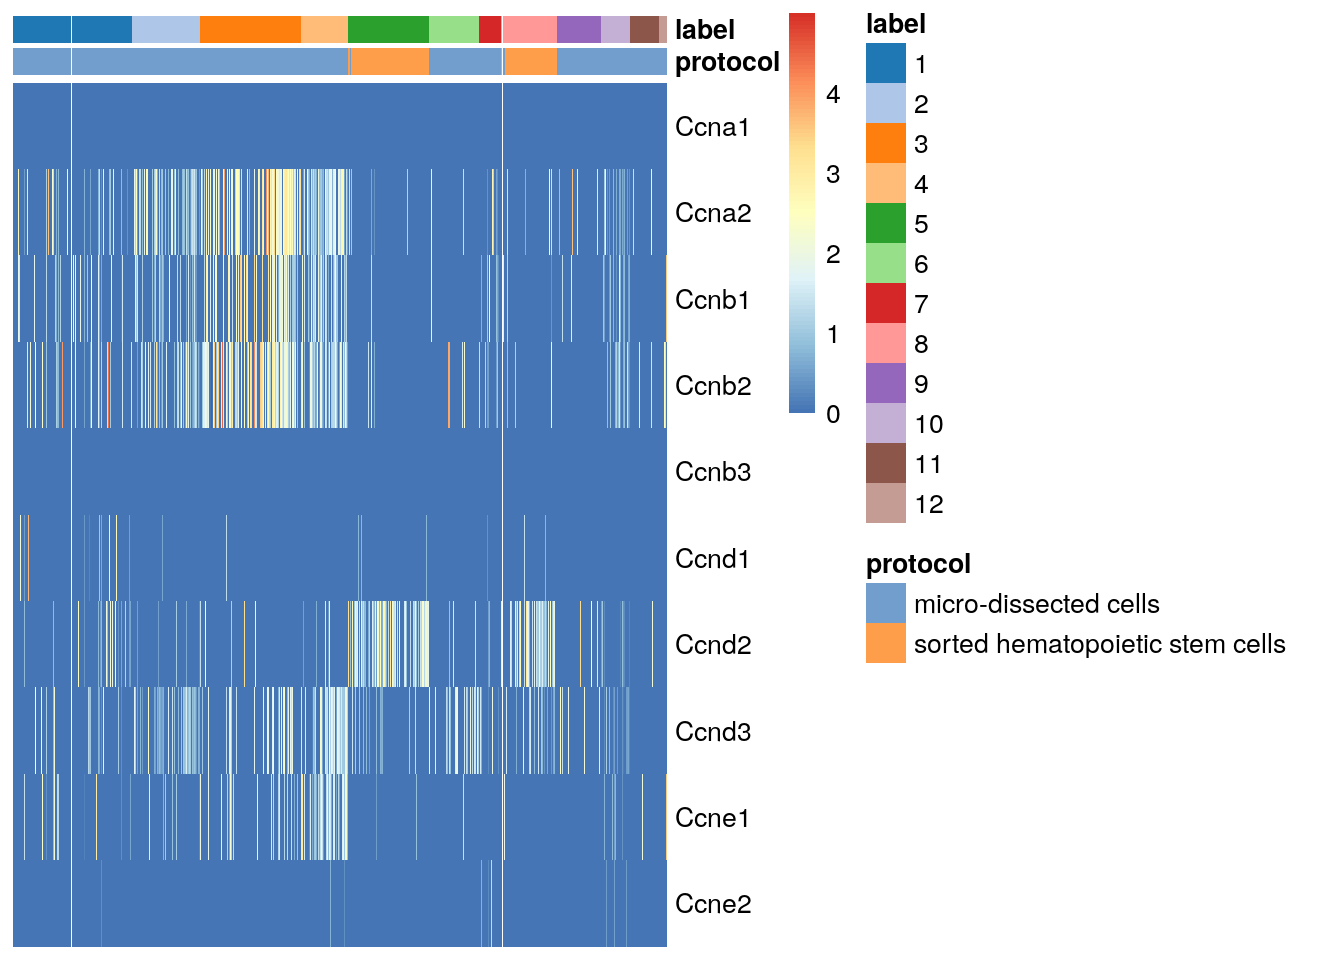 label
protocol
Ccna1
Ccna2
Ccnb1
Ccnb2
Ccnb3
Ccnd1
Ccnd2
Ccnd3
Ccne1
Ccne2
4
3
2
1
0
label
1
2
3
4
5
6
7
8
9
10
11
12
protocol
micro-dissected cells
sorted hematopoietic stem cells